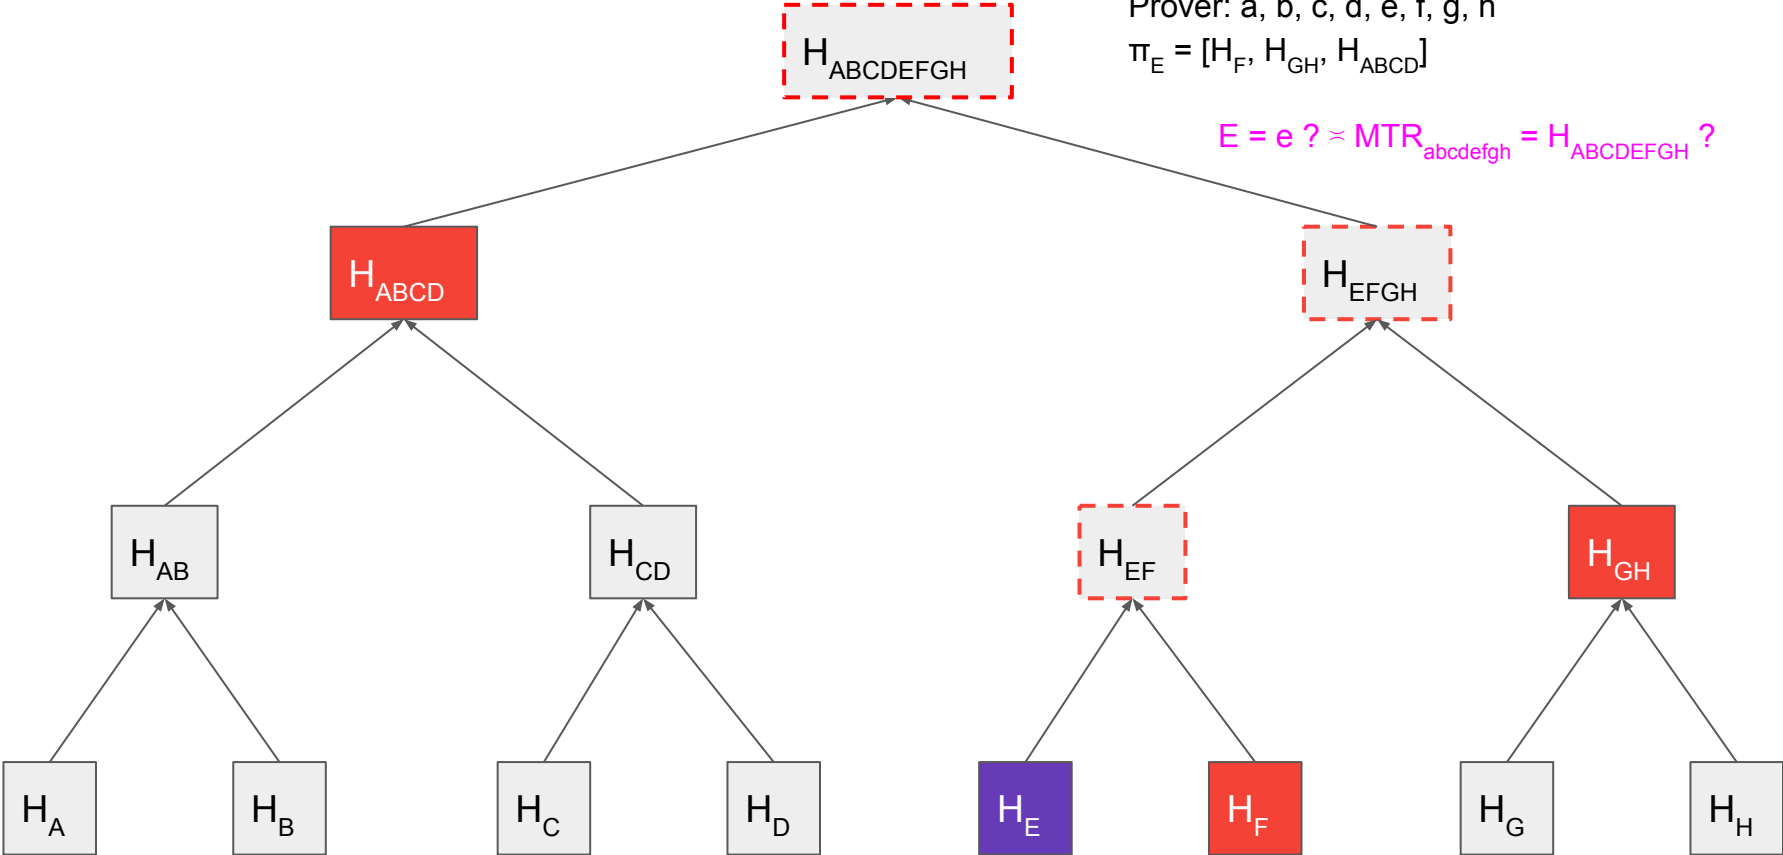 Prover: a, b, c, d, e, f, g, h
H_ABCDEFGH
π_E = [H_F, H_GH, H_ABCD]
E = e ? ≍ MTR_abcdefgh = H_ABCDEFGH ?
H_ABCD
H_EFGH
H_AB
H_CD
H_EF
H_GH
H_A
H_B
H_C
H_D
H_E
H_F
H_G
H_H